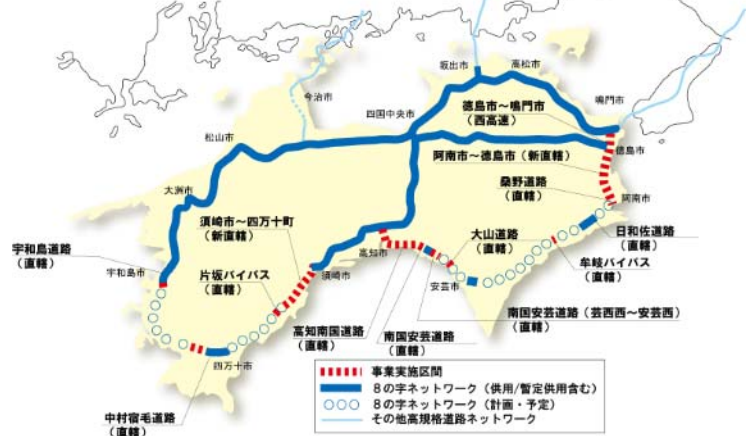 坂出市
高松市
今治市
四国中央市
鳴門市
徳島市～鳴門市
（西高速）
松山市
徳島市
阿南市～徳島市（新直轄）
桑野道路
（直轄）
大洲市
阿南市
須崎市～四万十町
（新直轄）
日和佐道路
（直轄）
大山道路
（直轄）
宇和島道路
（直轄）
高知市
牟岐バイパス
（直轄）
宇和島市
片坂バイパス
（直轄）
須崎市
安芸市
南国安芸道路（芸西西～安芸西）
（直轄）
高知南国道路
（直轄）
南国安芸道路
（直轄）
四万十市
事業実施区間
８の字ネットワーク（供用/暫定供用含む）
８の字ネットワーク（計画・予定）
その他高規格道路ネットワーク
中村宿毛道路
（直轄）